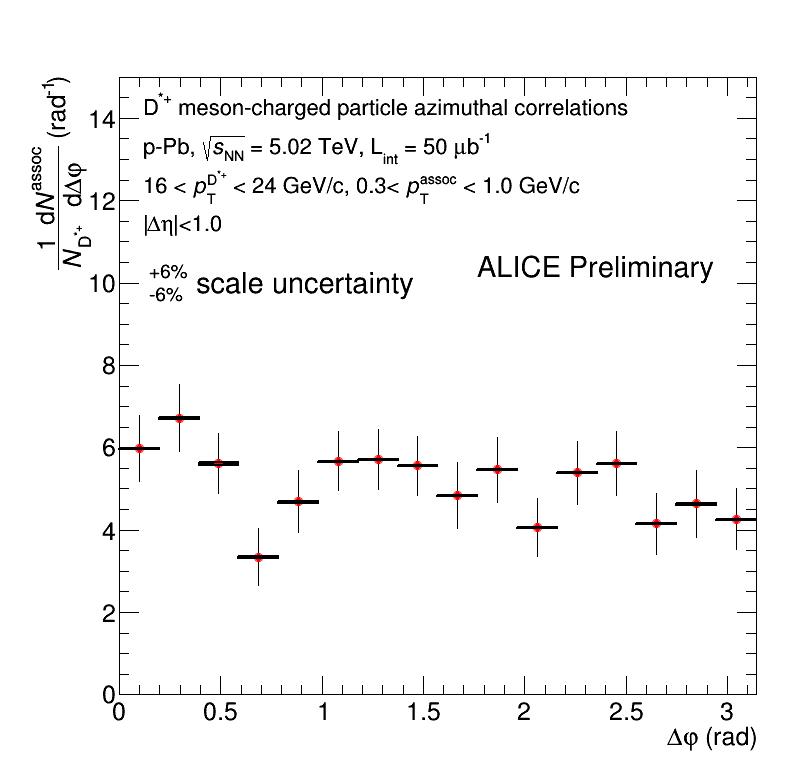 D*+ meson-charged particle azimuthal correlations
p-Pb, √sNN = 5.02 TeV, Lint = 50 μb-1
16 < pTD*+ < 24 GeV/c, 0.3< pTassoc < 1.0 GeV/c
|Δη|<1.0
+6%
-6% scale uncertainty
ALICE Preliminary
1 dNassoc
ND*+ dΔφ (rad-1)
14
12
10
8
6
4
2
0
0 0.5 1 1.5 2 2.5 3
Δφ (rad)